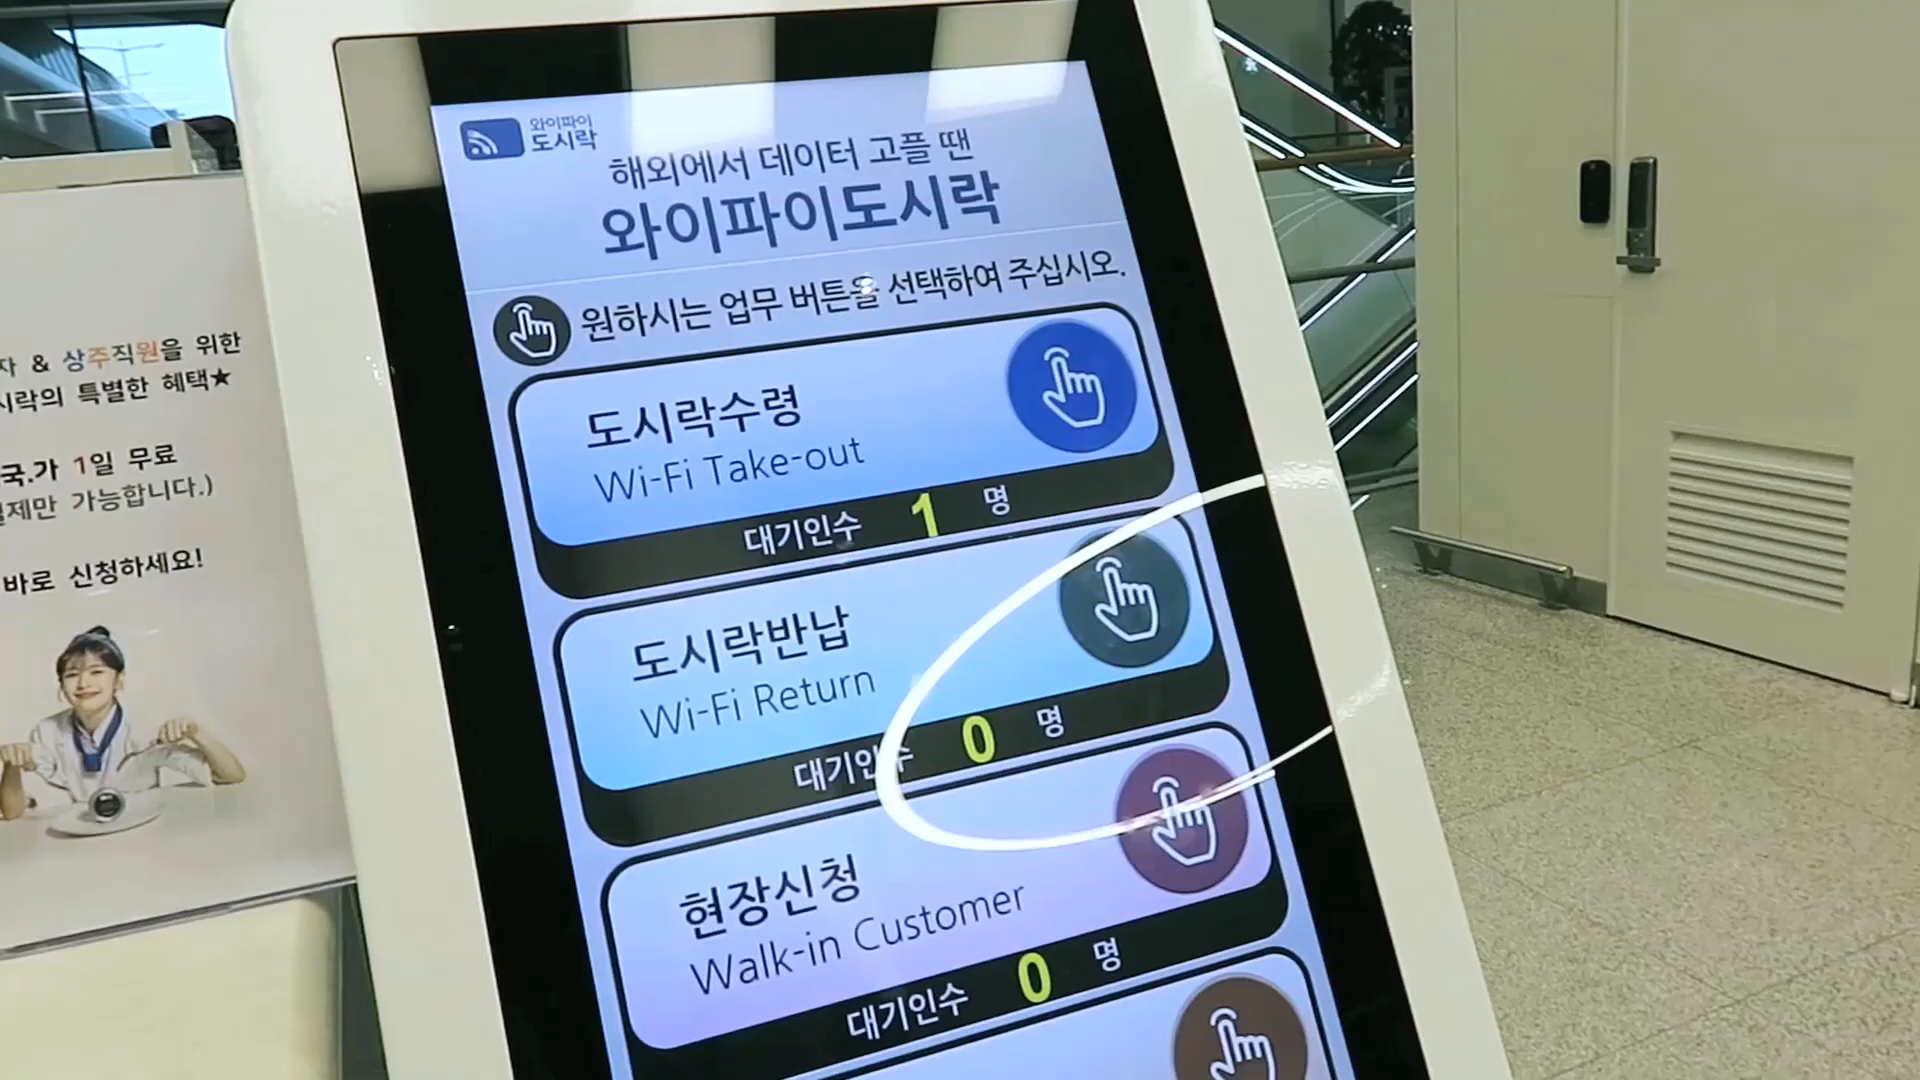 와이파이
도시락
해외에서 데이터 고플 땐
와이파이도시락
원하시는 업무 버튼을 선택하여 주십시오.
도시락수령
Wi-Fi Take-out
대기인수 1 명
도시락반납
Wi-Fi Return
대기인수 0 명
현장신청
Walk-in Customer
대기인수 0 명
자 & 상주직원을 위한
시락의 특별한 혜택★
국.가 1일 무료
가능합니다.)
바로 신청하세요!